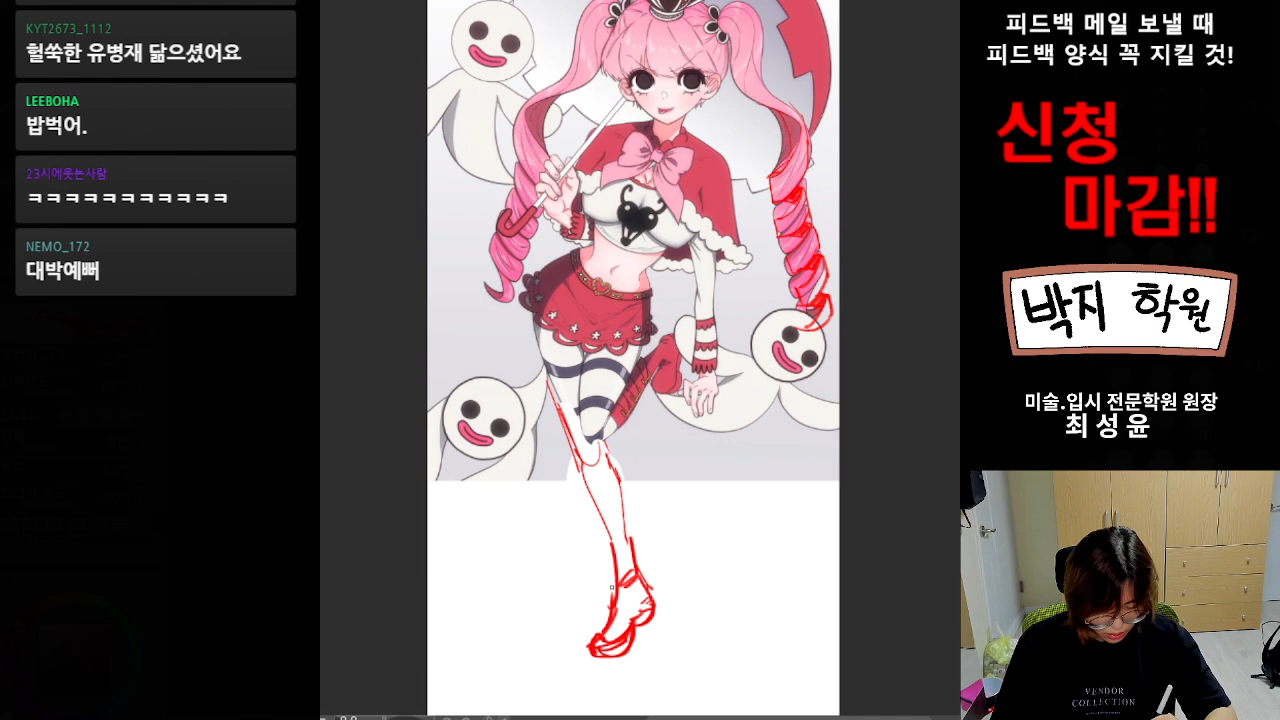 KYT2673_1112
헐쑥한 유병재 닮으셨어요
LEEBOHA
밥벅어.
23시에웃는사람
ㅋㅋㅋㅋㅋㅋㅋㅋㅋㅋㅋ
NEMO_172
대박예뻐
피드백 메일 보낼 때
피드백 양식 꼭 지킬 것!
신청
마감!!
박지 학원
미술.입시 전문학원 원장
최성윤
VENDOR
COLLECTION